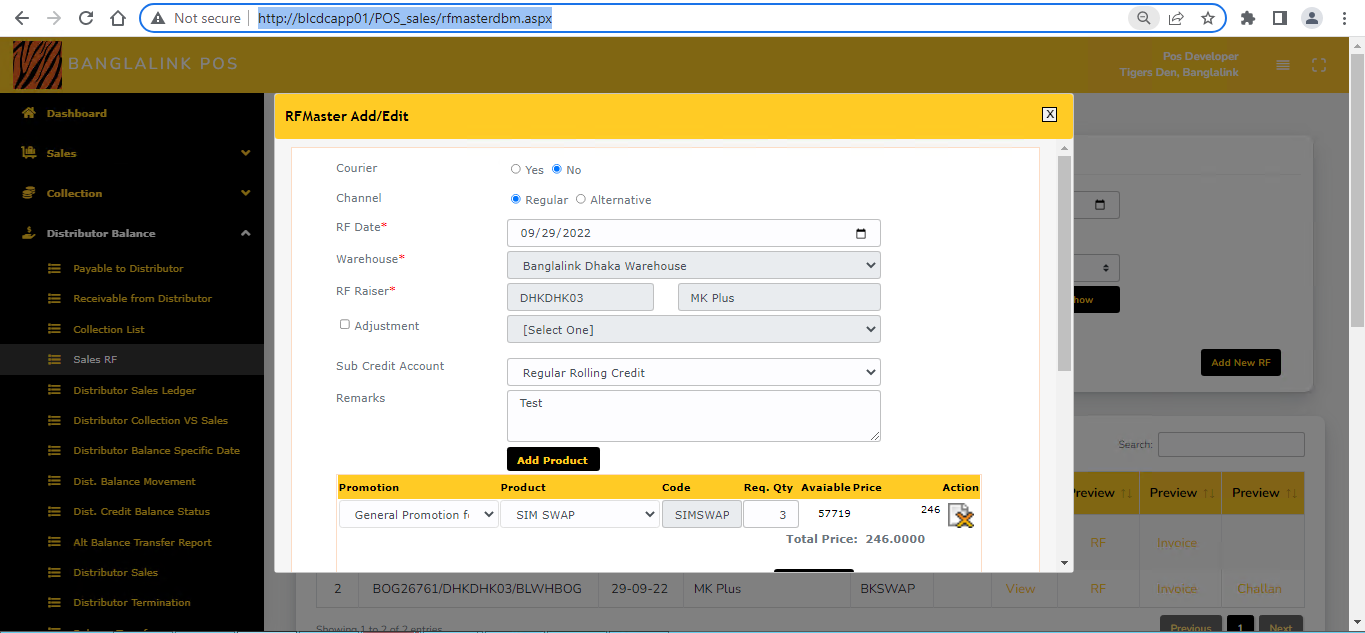 Not secure
http://blcdcapp01/POS_sales/rfmasterdbm.aspx
BANGLALINK POS
Pos Developer
Tigers Den, Banglalink
Dashboard
Sales
Collection
Distributor Balance
Payable to Distributor
Receivable from Distributor
Collection List
Sales RF
Distributor Sales Ledger
Distributor Collection VS Sales
Distributor Balance Specific Date
Dist. Balance Movement
Dist. Credit Balance Status
Alt Balance Transfer Report
Distributor Sales
Distributor Termination
RFMaster Add/Edit
X
Courier Yes No
Channel Regular Alternative
RF Date* 09/29/2022
Warehouse* Banglalink Dhaka Warehouse
RF Raiser* DHKDHK03 MK Plus
Adjustment [Select One]
Sub Credit Account Regular Rolling Credit
Remarks Test
Add Product
Promotion Product Code Req. Qty Avaiable Price Action
General Promotion fo SIM SWAP SIMSWAP 3 57719 246
Total Price: 246.0000
how
Add New RF
Search:
Preview Preview Preview
RF Invoice
2 BOG26761/DHKDHK03/BLWHBOG 29-09-22 MK Plus BKSWAP View RF Invoice Challan
Showing 1 to 2 of 2 entries
Previous 1 Next